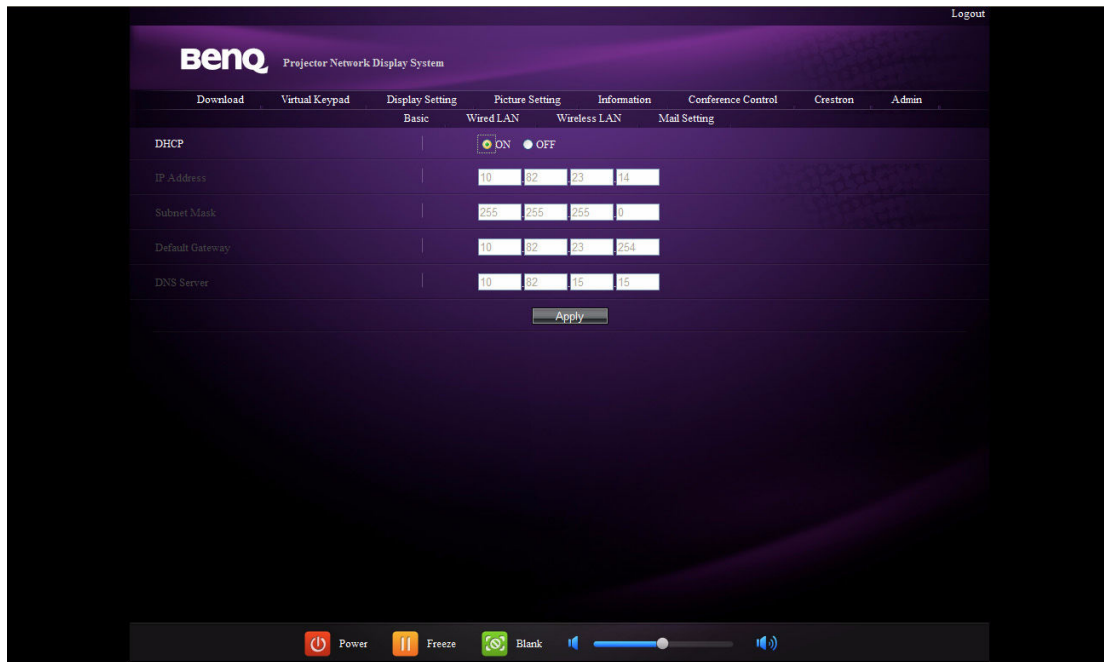 Logout
BenQ Projector Network Display System
Download Virtual Keypad Display Setting Picture Setting Information Conference Control Crestron Admin
Basic Wired LAN Wireless LAN Mail Setting
DHCP ON OFF
IP Address 10 .82 .23 .14
Subnet Mask 255 .255 .255 .0
Default Gateway 10 .82 .23 .254
DNS Server 10 .82 .15 .15
Apply
Power Freeze Blank